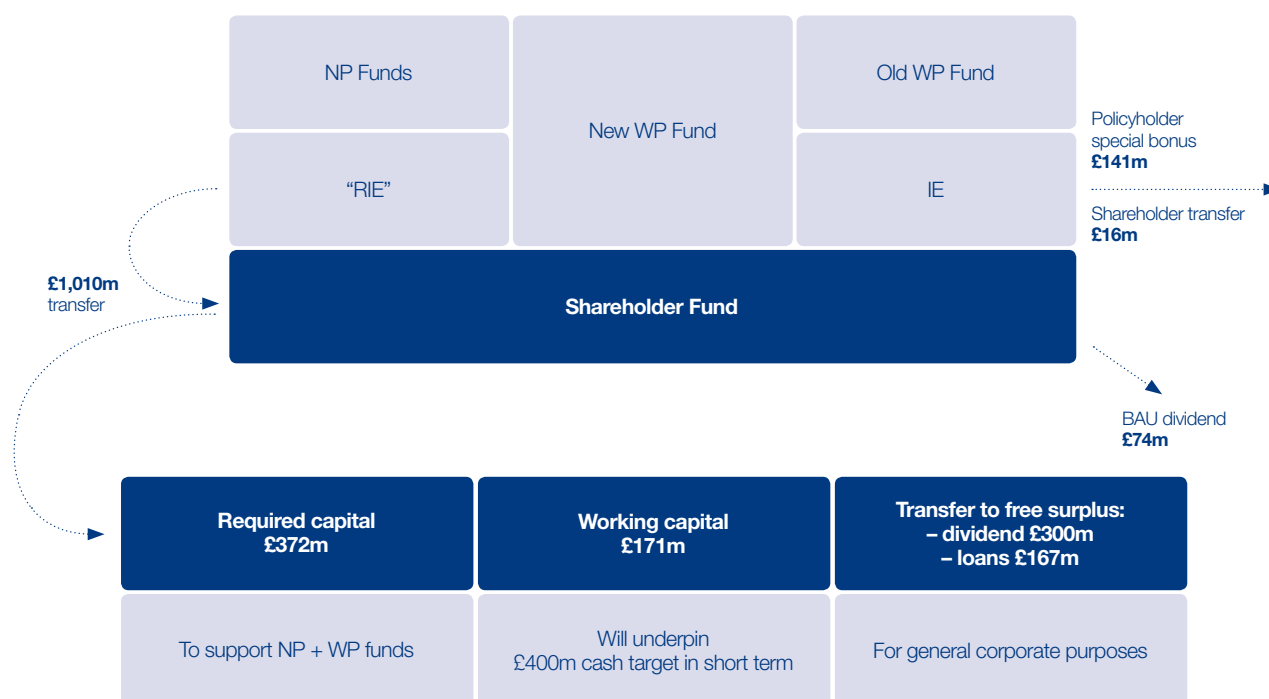 NP Funds
New WP Fund
Old WP Fund
“RIE”
IE
Policyholder
special bonus
£141m
Shareholder transfer
£16m
£1,010m
transfer
Shareholder Fund
BAU dividend
£74m
Required capital
£372m
Working capital
£171m
Transfer to free surplus:
– dividend £300m
– loans £167m
To support NP + WP funds
Will underpin
£400m cash target in short term
For general corporate purposes